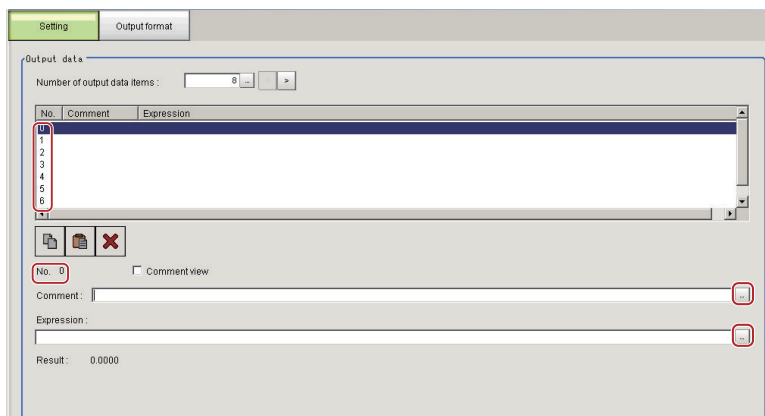 Setting Output format
Output data
Number of output data items : 8 ... >
No. Comment Expression
0
1
2
3
4
5
6
No. 0 Comment view
Comment : ...
Expression :
...
Result : 0.0000